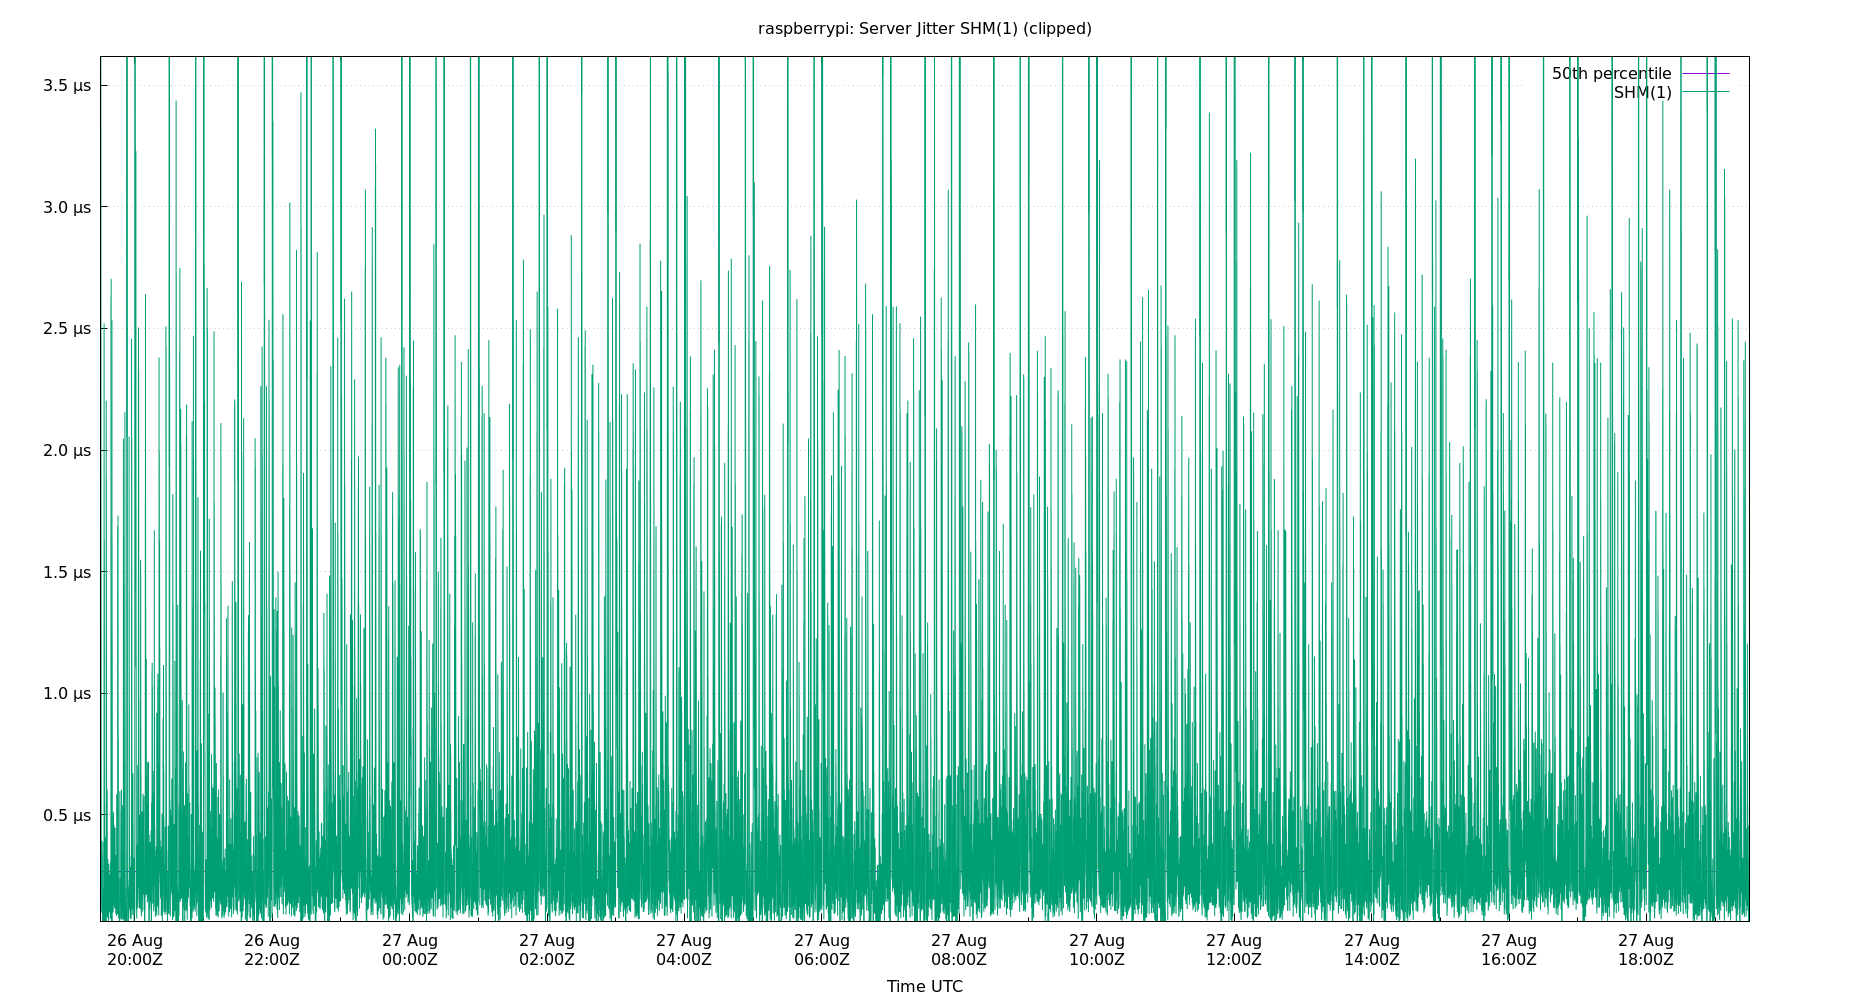 raspberrypi: Server Jitter SHM(1) (clipped)
50th percentile
SHM(1)
3.5 µs
3.0 µs
2.5 µs
2.0 µs
1.5 µs
1.0 µs
0.5 µs
26 Aug 26 Aug 27 Aug 27 Aug 27 Aug 27 Aug 27 Aug 27 Aug 27 Aug 27 Aug 27 Aug 27 Aug
20:00Z 22:00Z 00:00Z 02:00Z 04:00Z 06:00Z 08:00Z 10:00Z 12:00Z 14:00Z 16:00Z 18:00Z
Time UTC